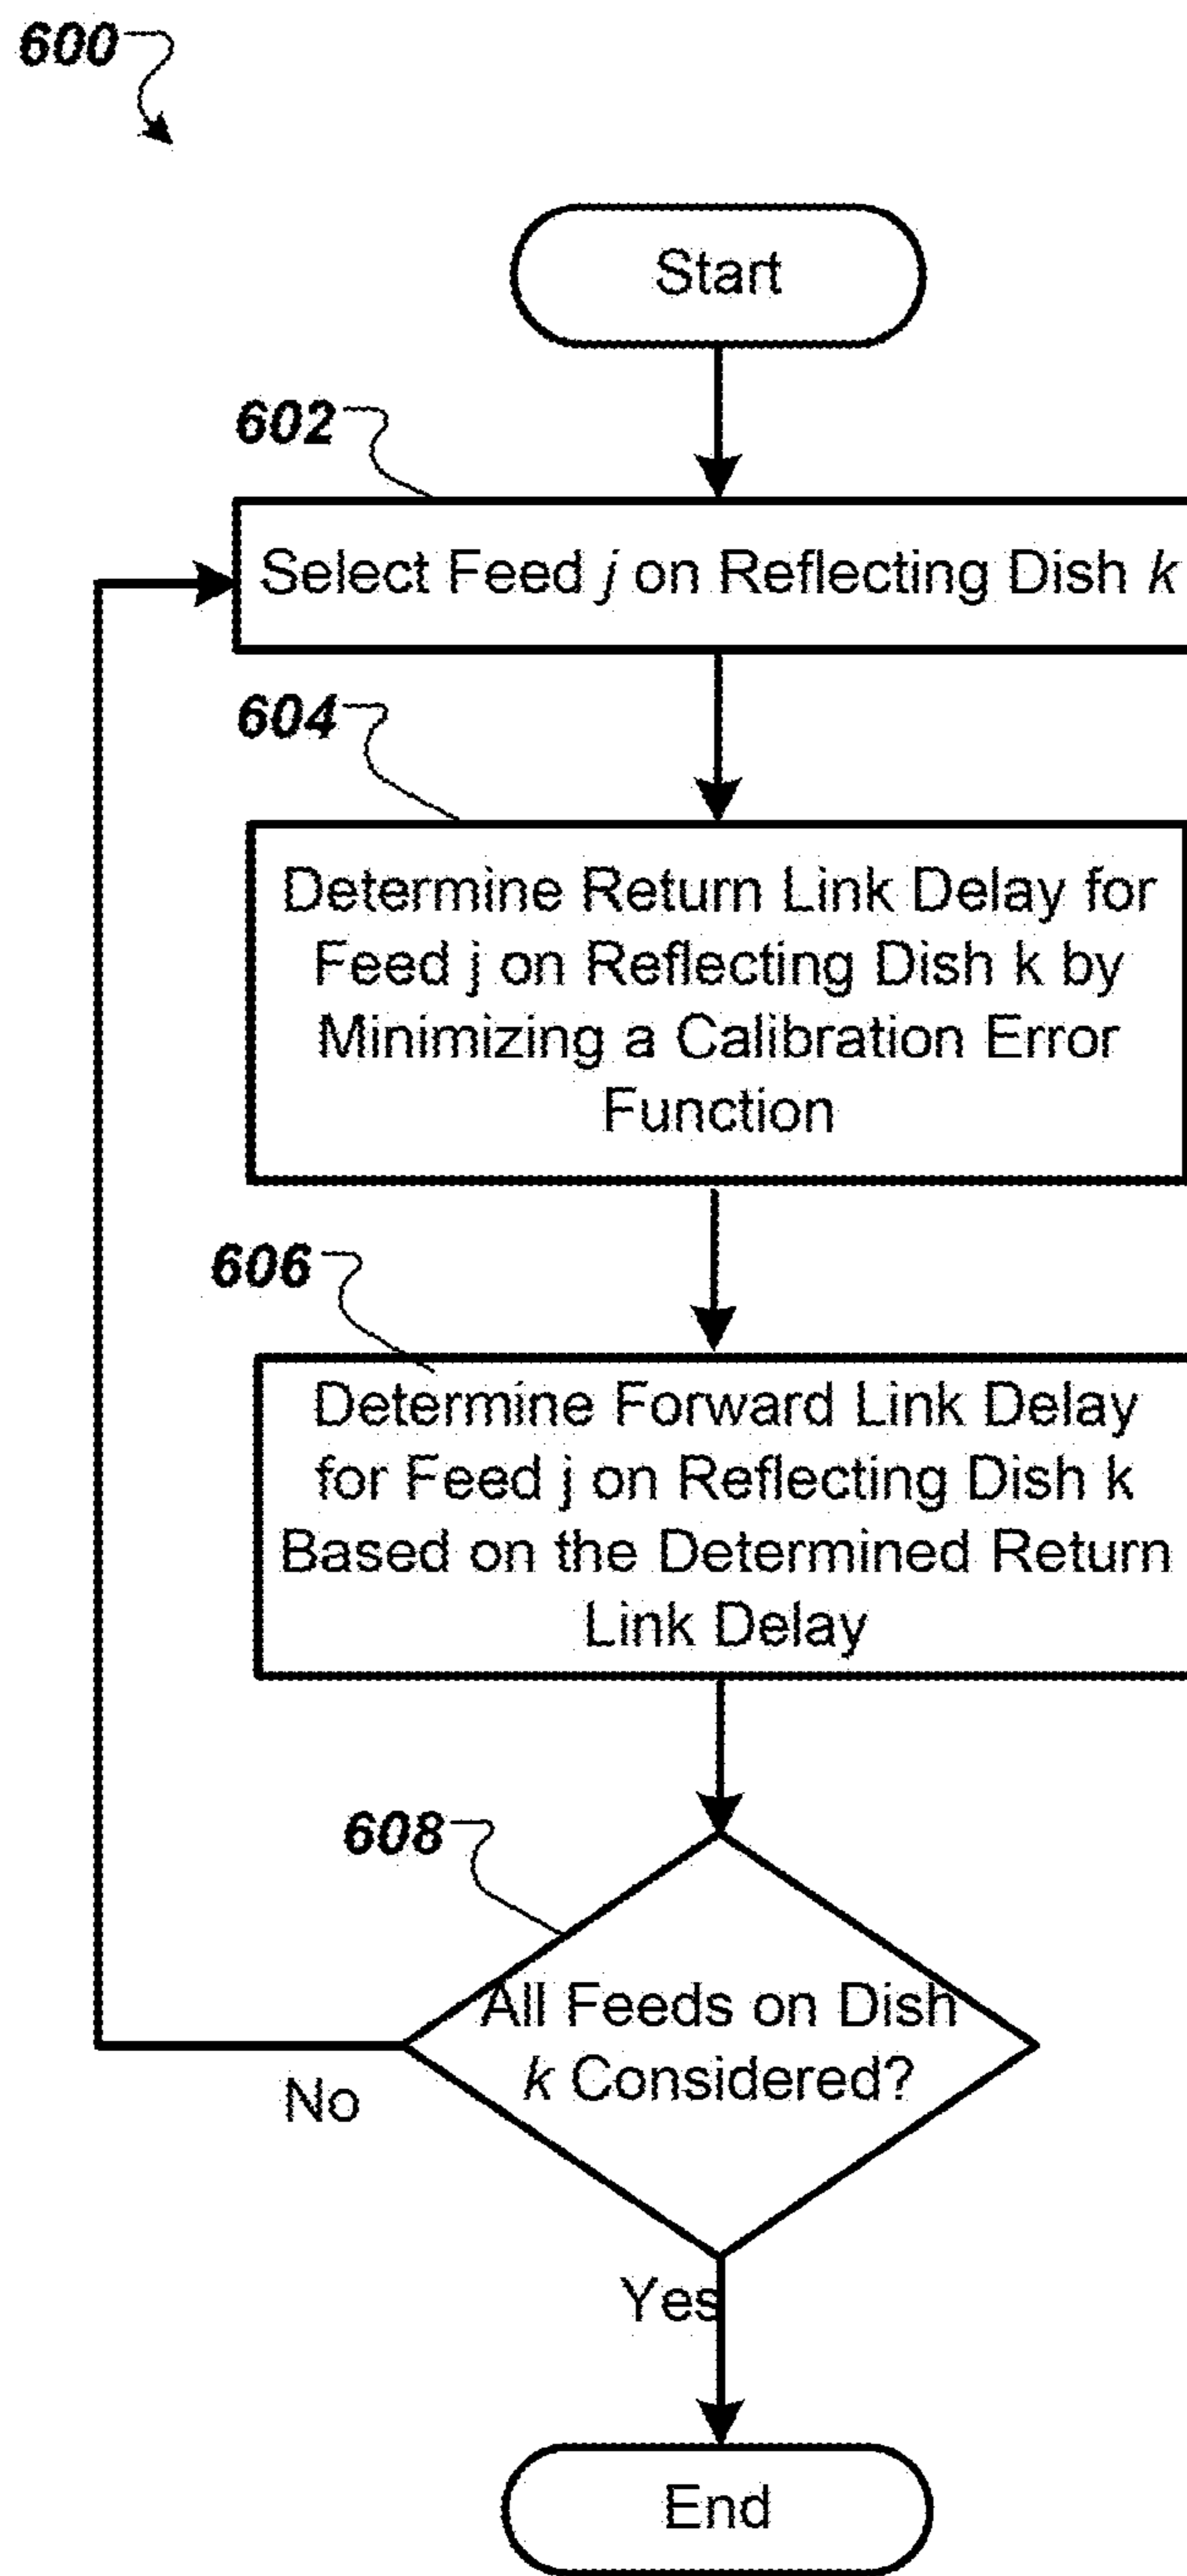 600
Start
602
Select Feed j on Reflecting Dish k
604
Determine Return Link Delay for
Feed j on Reflecting Dish k by
Minimizing a Calibration Error
Function
606
Determine Forward Link Delay
for Feed j on Reflecting Dish k
Based on the Determined Return
Link Delay
608
All Feeds on Dish
k Considered?
No
Yes
End